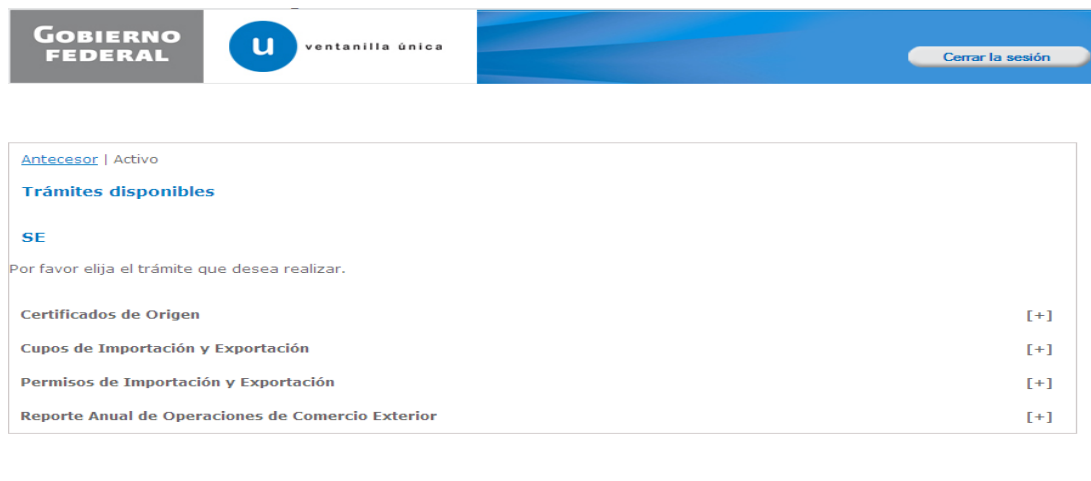 GOBIERNO
FEDERAL
u ventanilla única
Cerrar la sesión
Antecesor | Activo
Trámites disponibles
SE
Por favor elija el trámite que desea realizar.
Certificados de Origen [+]
Cupos de Importación y Exportación [+]
Permisos de Importación y Exportación [+]
Reporte Anual de Operaciones de Comercio Exterior [+]